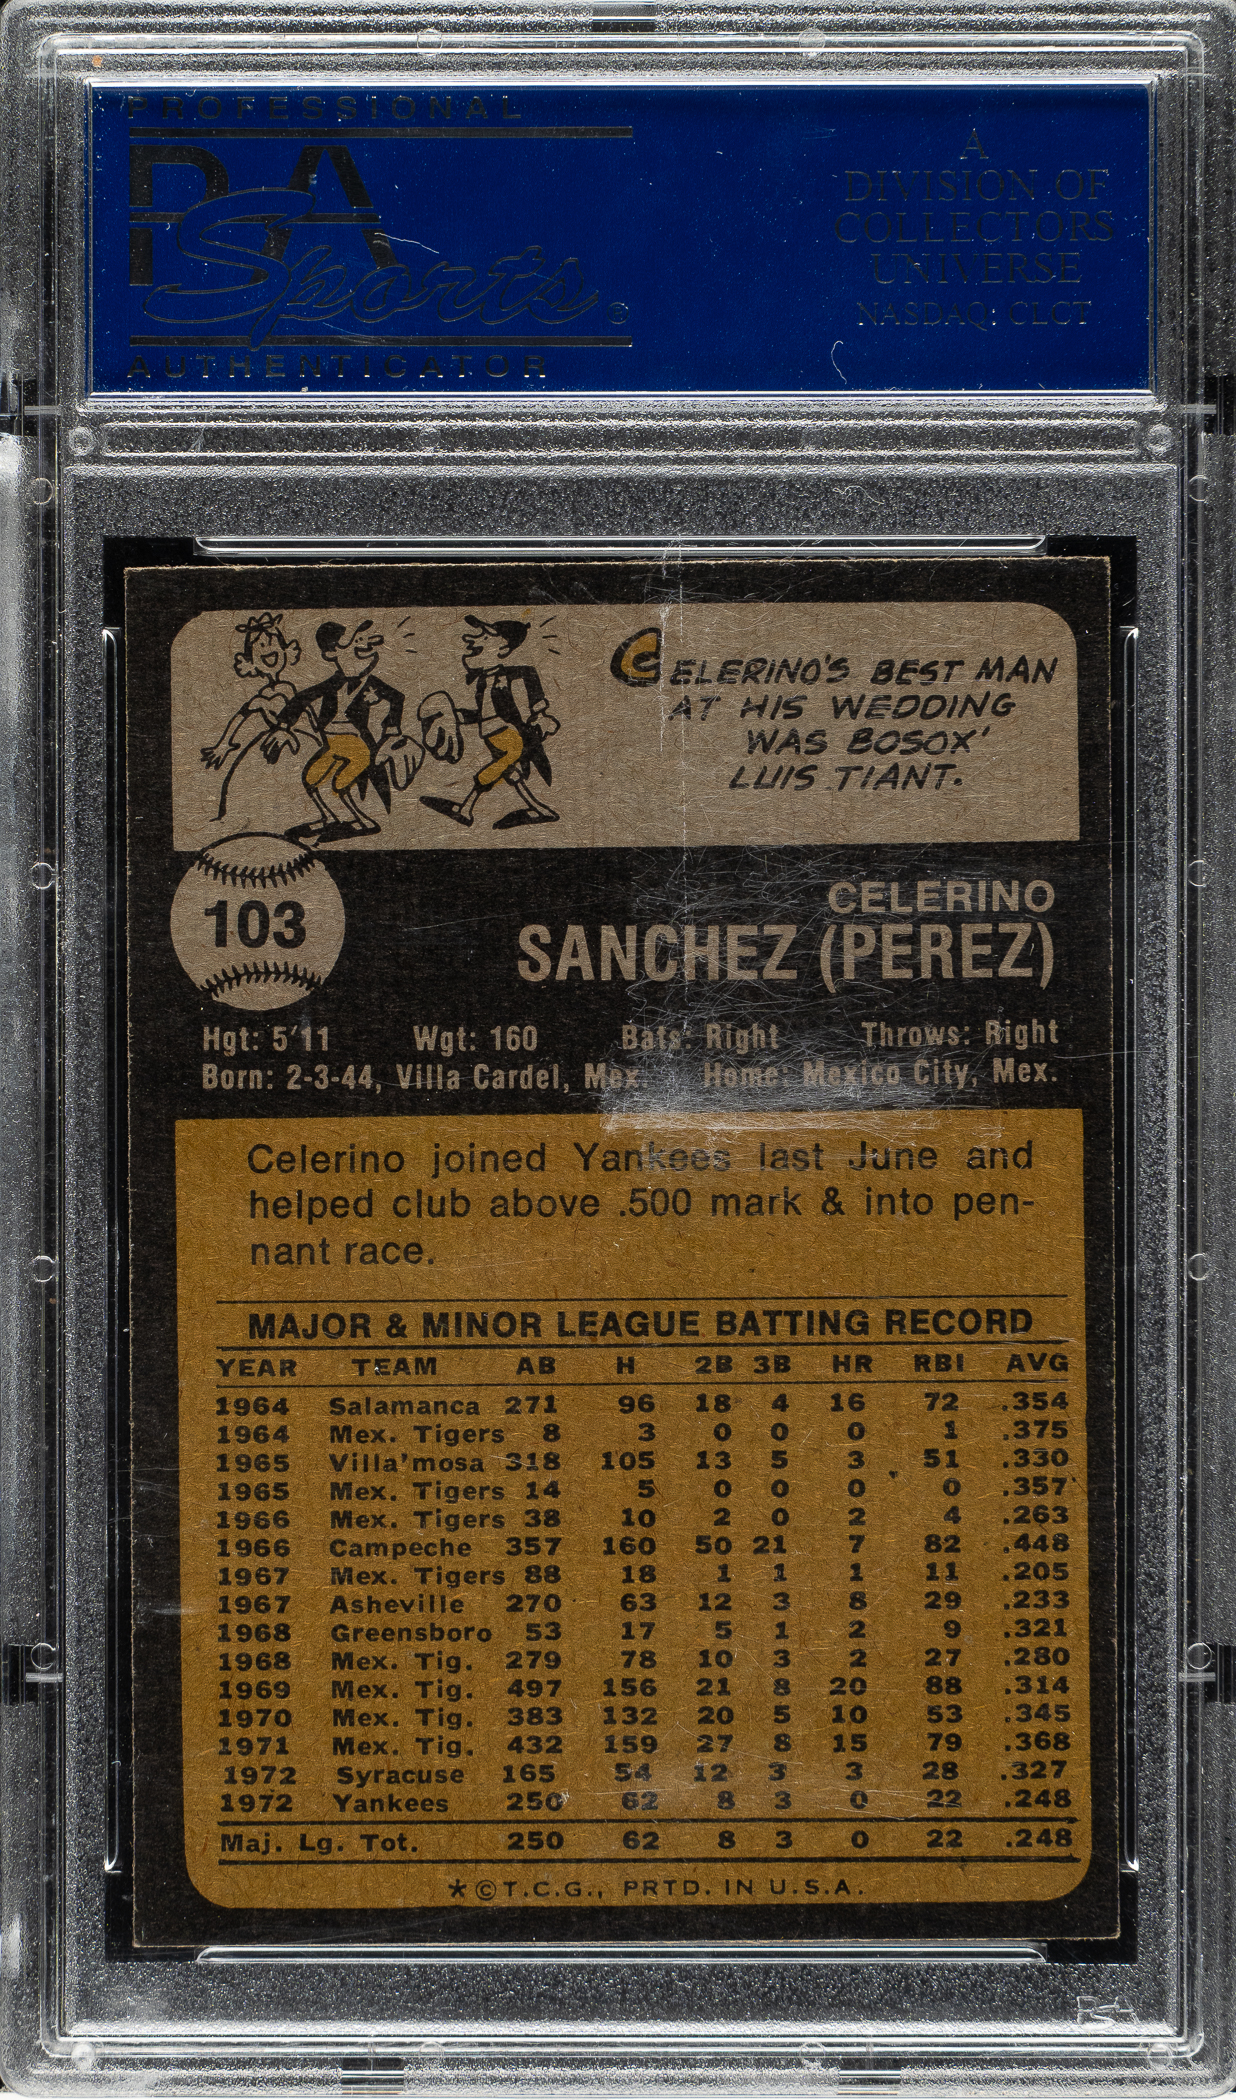 PROFESSIONAL
PSA
Sports®
AUTHENTICATOR
A
DIVISION OF
COLLECTORS
UNIVERSE
NASDAQ: CLCT
CELERINO'S BEST MAN
AT HIS WEDDING
WAS BOSOX'
LUIS TIANT.
103
CELERINO
SANCHEZ (PEREZ)
Hgt: 5'11 Wgt: 160 Bats: Right Throws: Right
Born: 2-3-44, Villa Cardel, Mex. Home: Mexico City, Mex.
Celerino joined Yankees last June and
helped club above .500 mark & into pen-
nant race.
MAJOR & MINOR LEAGUE BATTING RECORD
YEAR TEAM AB H 2B 3B HR RBI AVG
1964 Salamanca 271 96 18 4 16 72 .354
1964 Mex. Tigers 8 3 0 0 0 1 .375
1965 Villa'mosa 318 105 13 5 3 51 .330
1965 Mex. Tigers 14 5 0 0 0 0 .357
1966 Mex. Tigers 38 10 2 0 2 4 .263
1966 Campeche 357 160 50 21 7 82 .448
1967 Mex. Tigers 88 18 1 1 1 11 .205
1967 Asheville 270 63 12 3 8 29 .233
1968 Greensboro 53 17 5 1 2 9 .321
1968 Mex. Tig. 279 78 10 3 2 27 .280
1969 Mex. Tig. 497 156 21 8 20 88 .314
1970 Mex. Tig. 383 132 20 5 10 53 .345
1971 Mex. Tig. 432 159 27 8 15 79 .368
1972 Syracuse 165 54 12 3 3 28 .327
1972 Yankees 250 62 8 3 0 22 .248
Maj. Lg. Tot. 250 62 8 3 0 22 .248
*©T.C.G., PRTD. IN U.S.A.
PSA